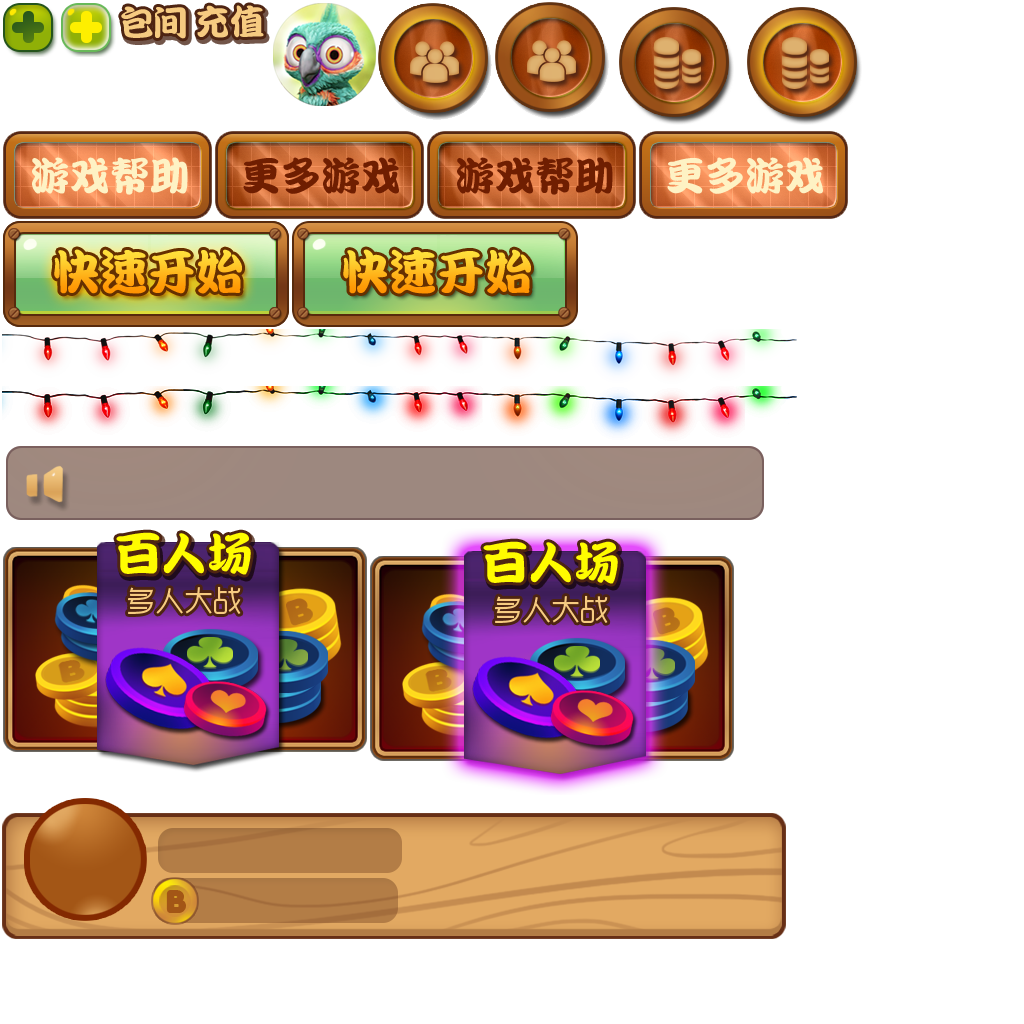 包间 充值
游戏帮助 更多游戏 游戏帮助 更多游戏
快速开始 快速开始
百人场 百人场
多人大战 多人大战
B B
B